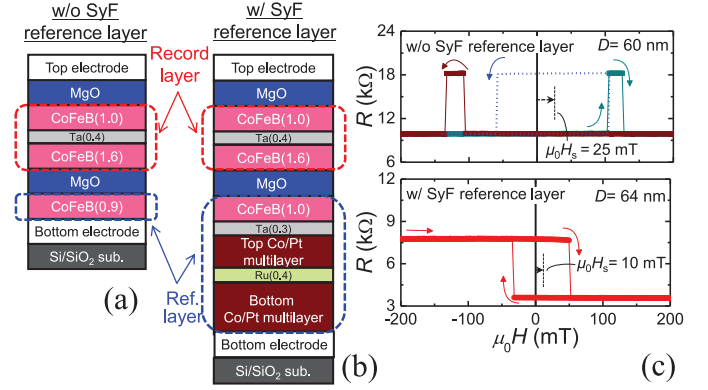 w/o SyF
reference layer
Top electrode
MgO
CoFeB(1.0)
Ta(0.4)
CoFeB(1.6)
MgO
CoFeB(0.9)
Bottom electrode
Si/SiO₂ sub.
(a)
Record
layer
Ref.
layer
w/ SyF
reference layer
Top electrode
MgO
CoFeB(1.0)
Ta(0.4)
CoFeB(1.6)
MgO
CoFeB(1.0)
Ta(0.3)
Top Co/Pt
multilayer
Ru(0.4)
Bottom
Co/Pt multilayer
Bottom electrode
Si/SiO₂ sub.
(b)
w/o SyF reference layer
D= 60 nm
24
18
12
6
R (kΩ)
μ₀Hₛ = 25 mT
w/ SyF reference layer
D= 64 nm
12
9
6
3
R (kΩ)
μ₀Hₛ = 10 mT
-200 -100 0 100 200
μ₀H (mT)
(c)